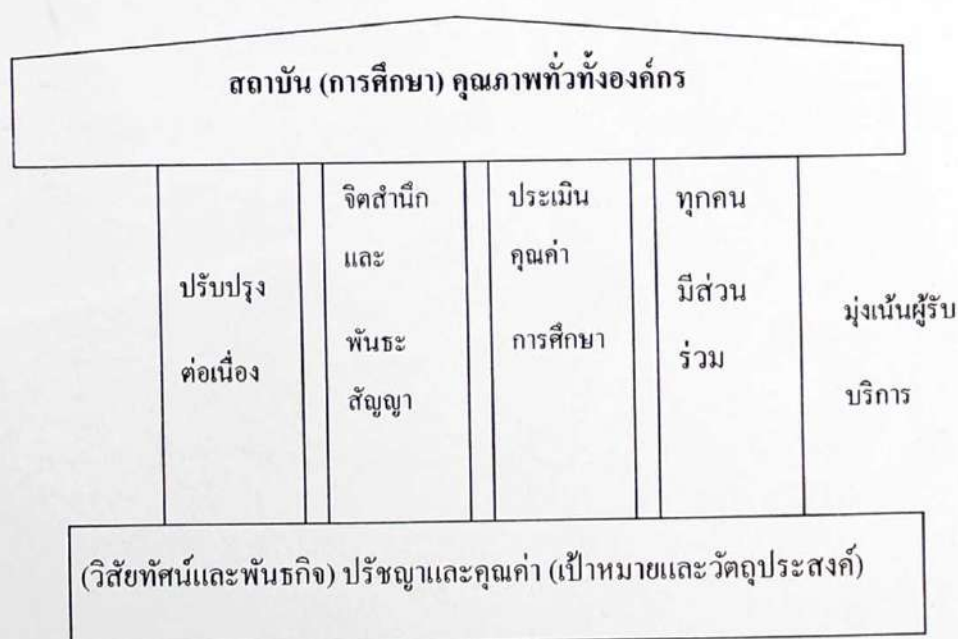 สถาบัน (การศึกษา) คุณภาพทั่วทั้งองค์กร
ปรับปรุง
ต่อเนื่อง
จิตสำนึก
และ
พันธะ
สัญญา
ประเมิน
คุณค่า
การศึกษา
ทุกคน
มีส่วน
ร่วม
มุ่งเน้นผู้รับ
บริการ
(วิสัยทัศน์และพันธกิจ) ปรัชญาและคุณค่า (เป้าหมายและวัตถุประสงค์)